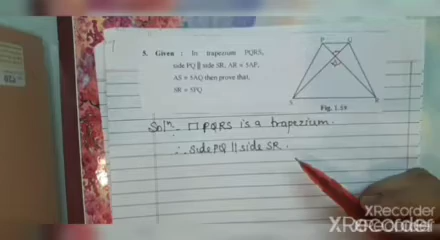 5. Given : In trapezium PQRS,
side PQ || side SR, AR = 5AP,
AS = 5AQ then prove that,
SR = 5PQ
P
Q
A
S
R
Fig. 1.18
Soln.- □ PQRS is a trapezium.
∴ side PQ || side SR.
XRecorder
XRecorder